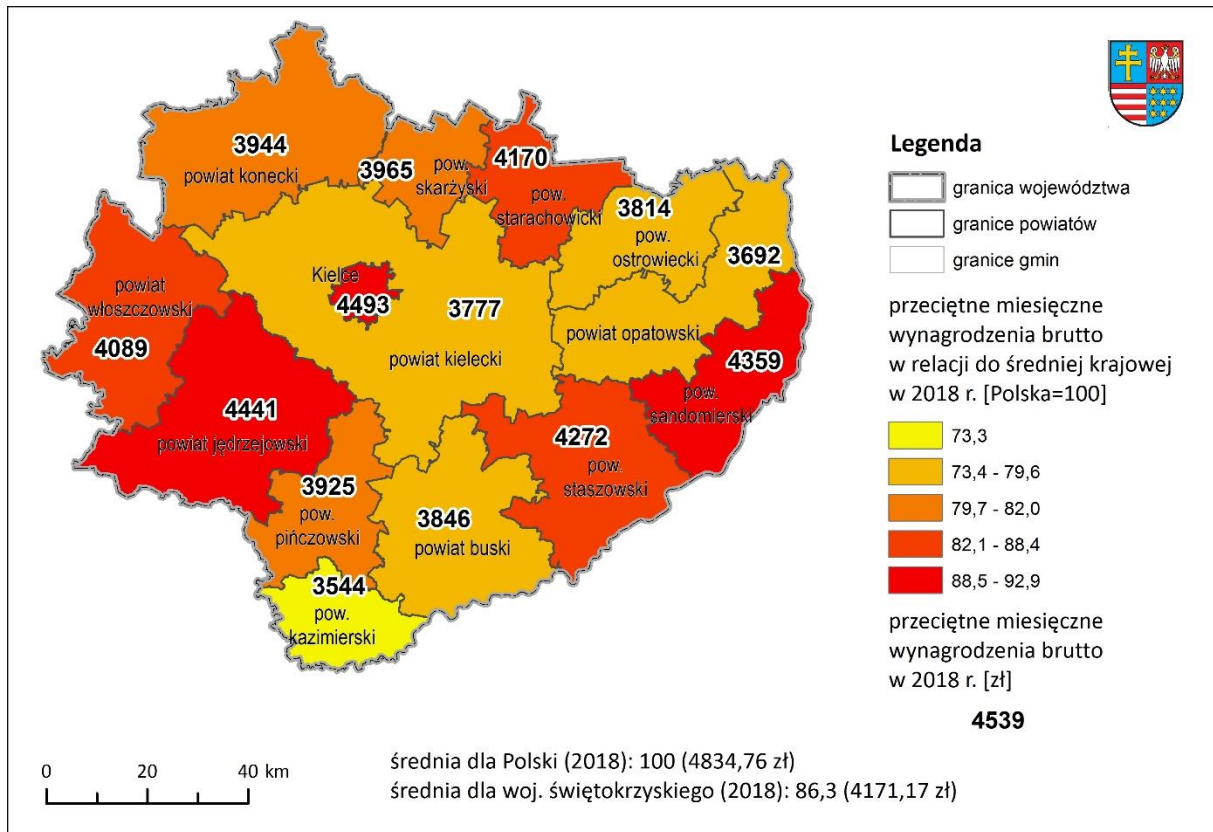 3944
powiat konecki
3965
pow.
skarżyski
4170
pow.
starachowicki
3814
pow.
ostrowiecki
3692
powiat opatowski
Kielce
4493
3777
powiat kielecki
powiat
włoszczowski
4089
4441
powiat jędrzejowski
4359
pow.
sandomierski
4272
pow.
staszowski
3925
pow.
pińczowski
3846
powiat buski
3544
pow.
kazimierski
Legenda
granica województwa
granice powiatów
granice gmin
przeciętne miesięczne
wynagrodzenia brutto
w relacji do średniej krajowej
w 2018 r. [Polska=100]
73,3
73,4 - 79,6
79,7 - 82,0
82,1 - 88,4
88,5 - 92,9
przeciętne miesięczne
wynagrodzenia brutto
w 2018 r. [zł]
4539
0 20 40 km
średnia dla Polski (2018): 100 (4834,76 zł)
średnia dla woj. świętokrzyskiego (2018): 86,3 (4171,17 zł)